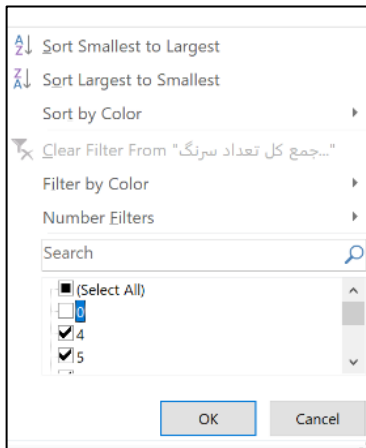 Sort Smallest to Largest
Sort Largest to Smallest
Sort by Color
Clear Filter From "جمع کل تعداد سرنگ..."
Filter by Color
Number Filters
Search
(Select All)
0
4
5
OK
Cancel